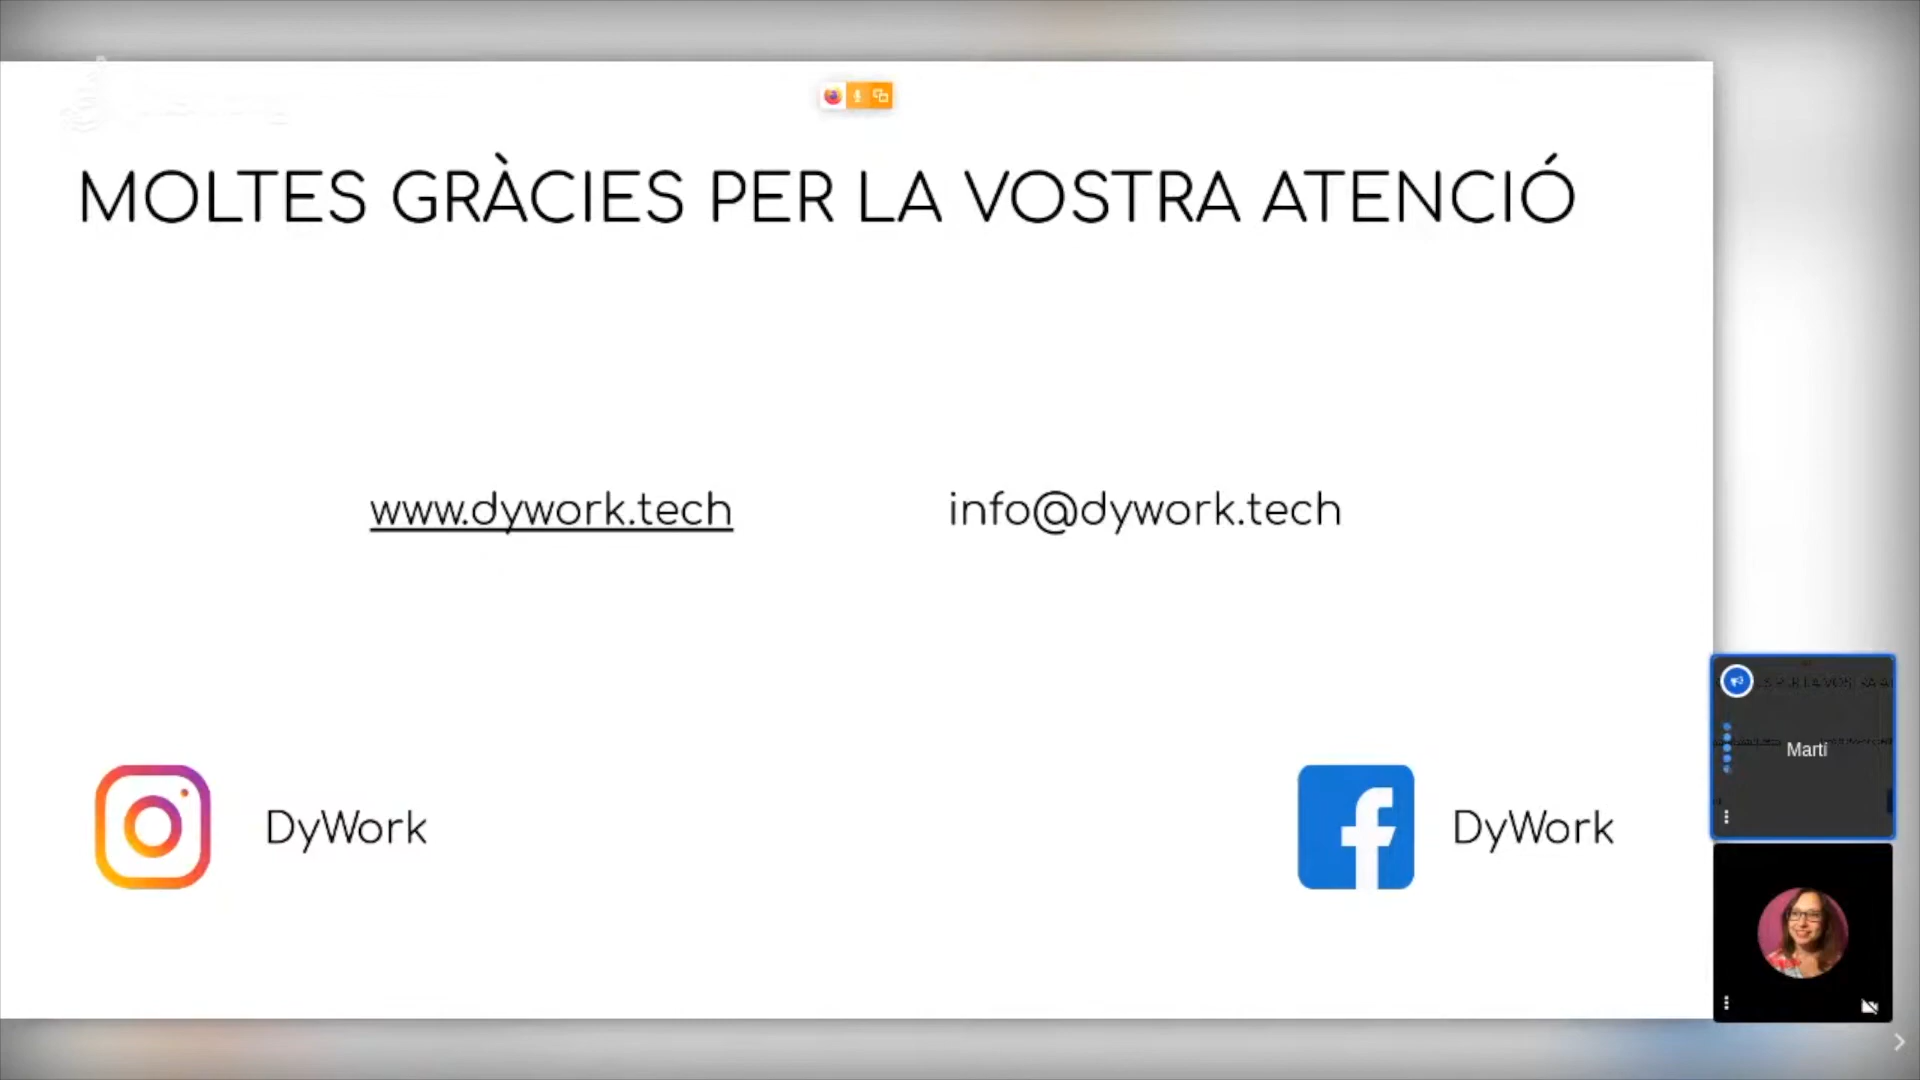 MOLTES GRÀCIES PER LA VOSTRA ATENCIÓ
www.dywork.tech
info@dywork.tech
Martí
DyWork
DyWork